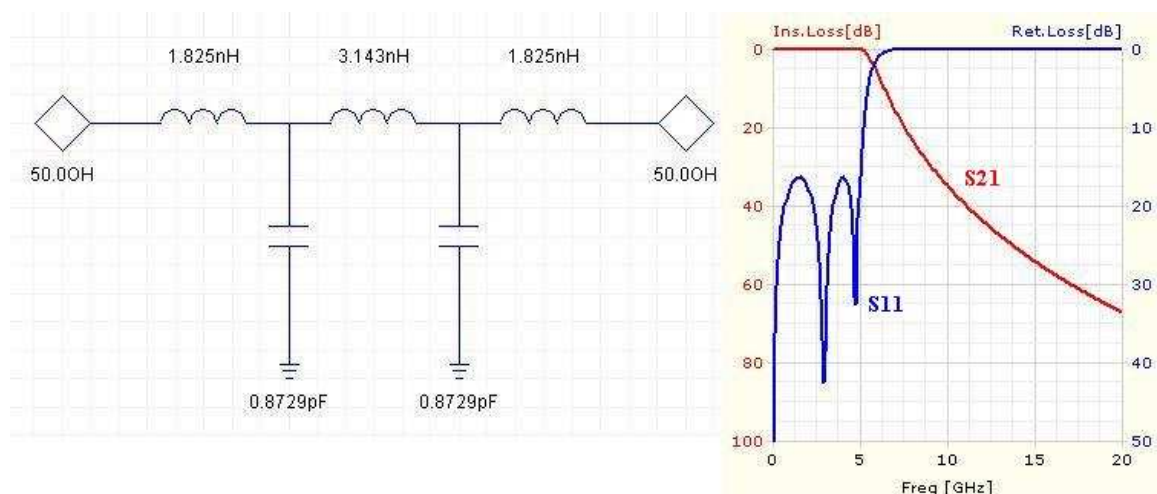 1.825nH 3.143nH 1.825nH
50.0OH 50.0OH
0.8729pF 0.8729pF
Ins.Loss[dB] Ret.Loss[dB]
0 0
20 10
S21
40 20
60 30
S11
80 40
100 50
0 5 10 15 20
Freq [GHz]